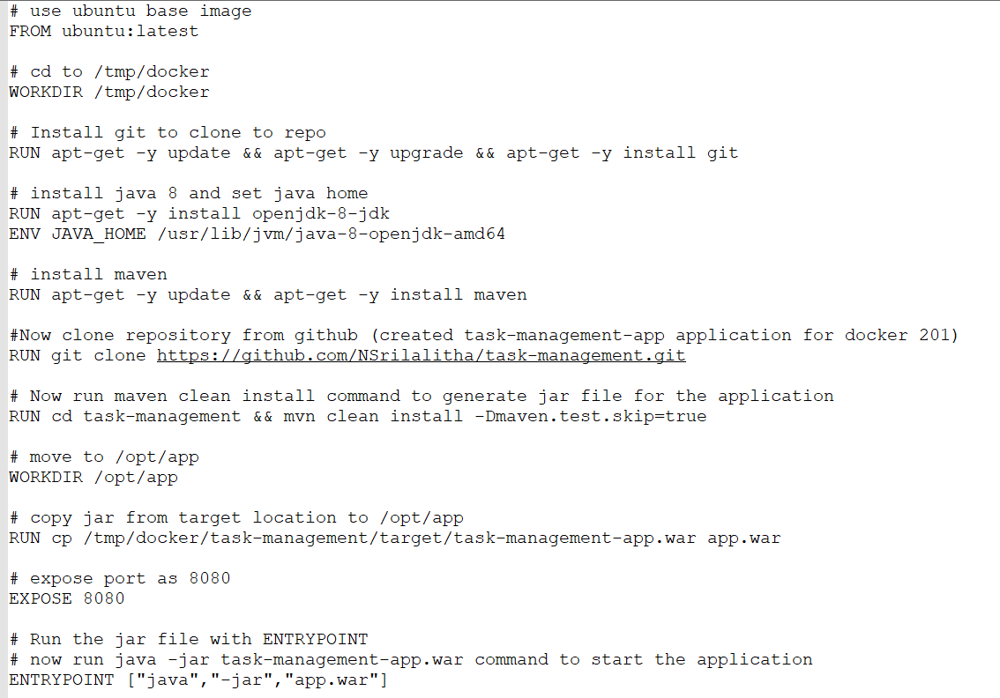 # use ubuntu base image
FROM ubuntu:latest

# cd to /tmp/docker
WORKDIR /tmp/docker

# Install git to clone to repo
RUN apt-get -y update && apt-get -y upgrade && apt-get -y install git

# install java 8 and set java home
RUN apt-get -y install openjdk-8-jdk
ENV JAVA_HOME /usr/lib/jvm/java-8-openjdk-amd64

# install maven
RUN apt-get -y update && apt-get -y install maven

#Now clone repository from github (created task-management-app application for docker 201)
RUN git clone https://github.com/NSrilalitha/task-management.git

# Now run maven clean install command to generate jar file for the application
RUN cd task-management && mvn clean install -Dmaven.test.skip=true

# move to /opt/app
WORKDIR /opt/app

# copy jar from target location to /opt/app
RUN cp /tmp/docker/task-management/target/task-management-app.war app.war

# expose port as 8080
EXPOSE 8080

# Run the jar file with ENTRYPOINT
# now run java -jar task-management-app.war command to start the application
ENTRYPOINT ["java","-jar","app.war"]